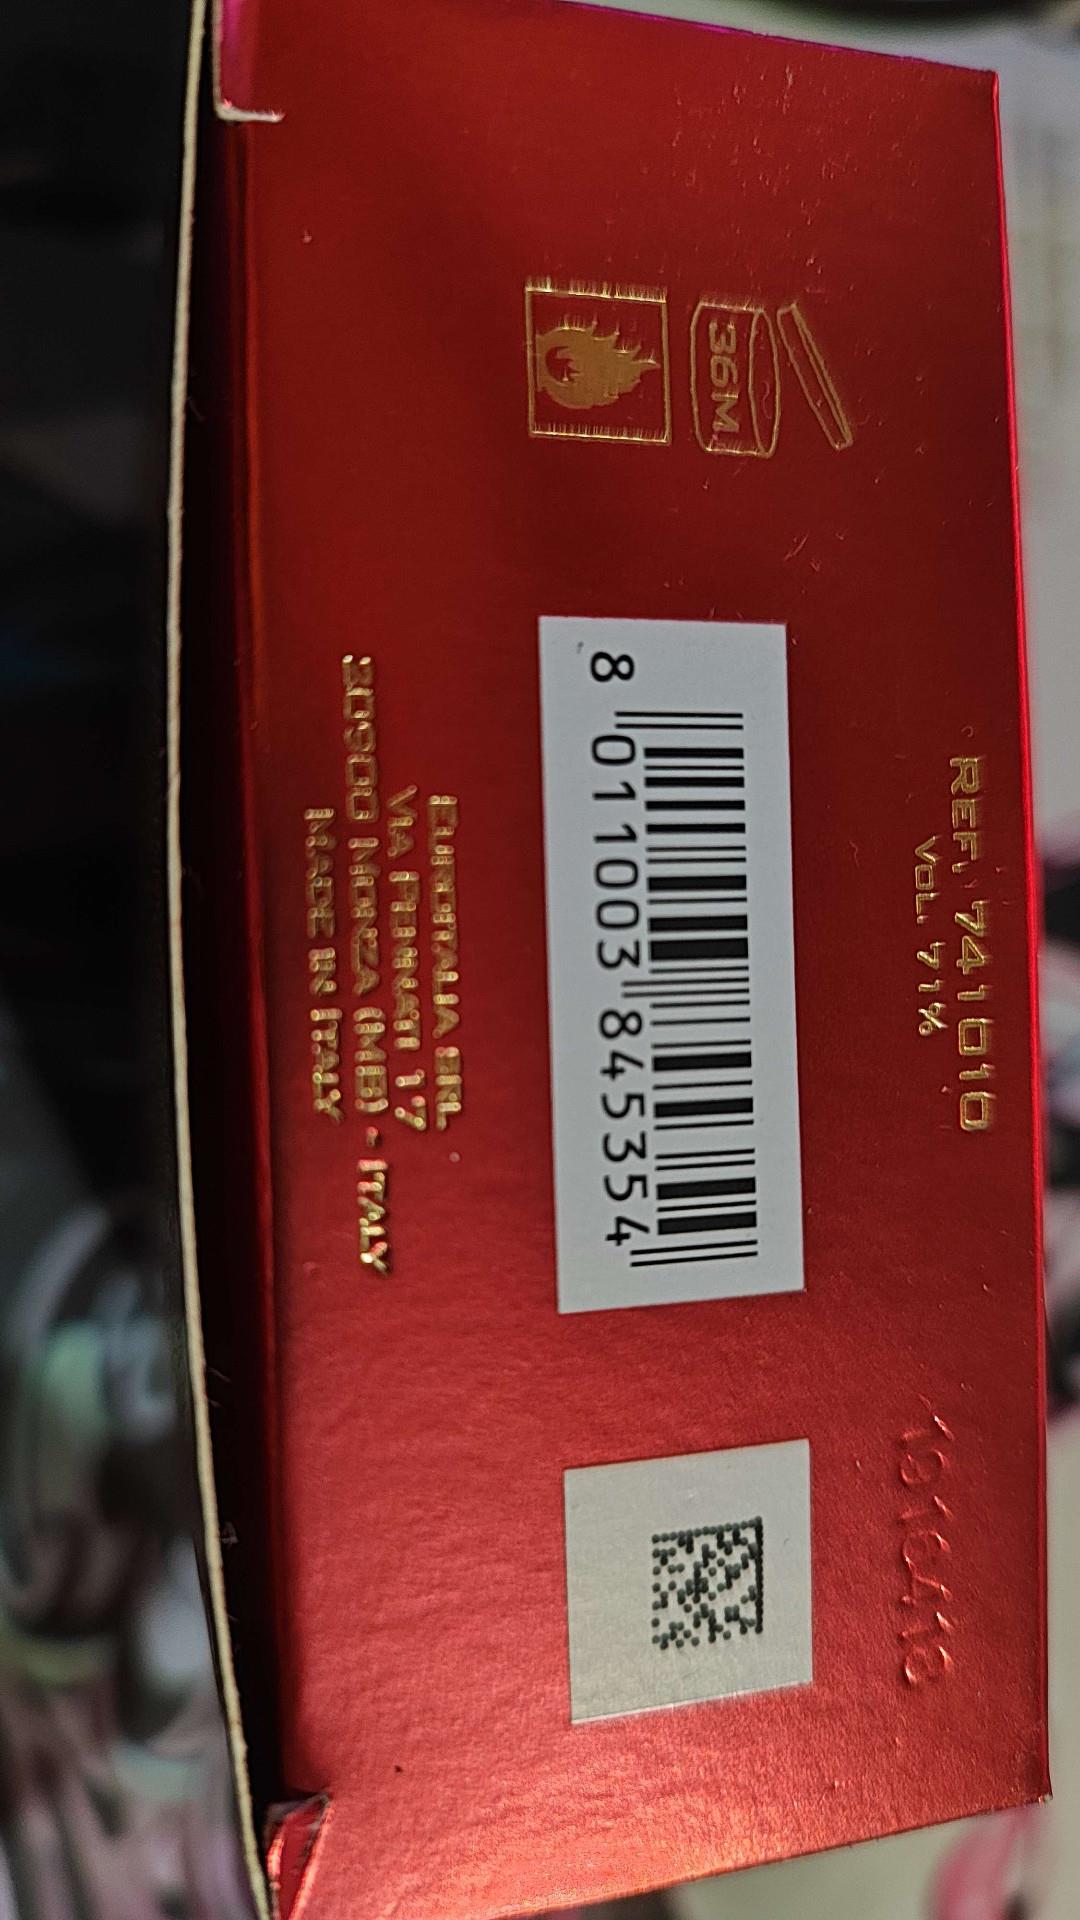 REF. 741010
VOL. 71%
36M
8 011003 845354
EUROITALIA SRL
VIA PENNATI 17
20900 MONZA (MB) - ITALY
MADE IN ITALY